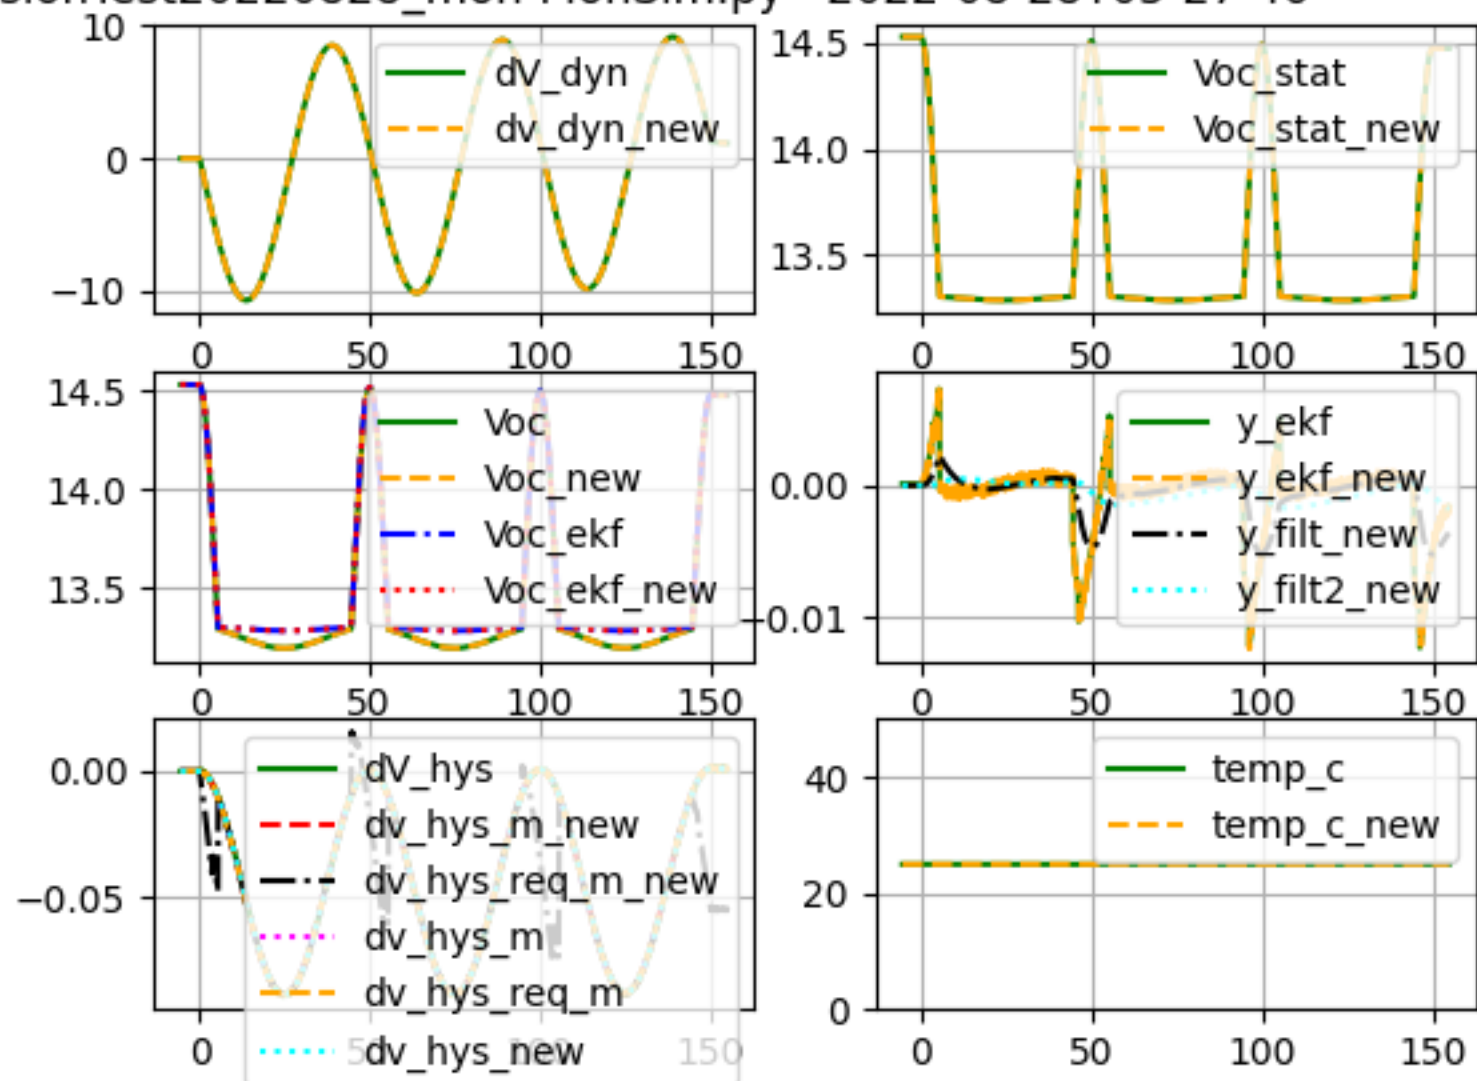 10
0
−10
0 50 100 150
dV_dyn
dv_dyn_new
14.5
14.0
13.5
0 50 100 150
Voc_stat
Voc_stat_new
14.5
14.0
13.5
0 50 100 150
Voc
Voc_new
Voc_ekf
Voc_ekf_new
0.00
−0.01
0 50 100 150
y_ekf
y_ekf_new
y_filt_new
y_filt2_new
0.00
−0.05
0 50 100 150
dV_hys
dv_hys_m_new
dv_hys_req_m_new
dv_hys_m
dv_hys_req_m
dv_hys_new
40
20
0
0 50 100 150
temp_c
temp_c_new